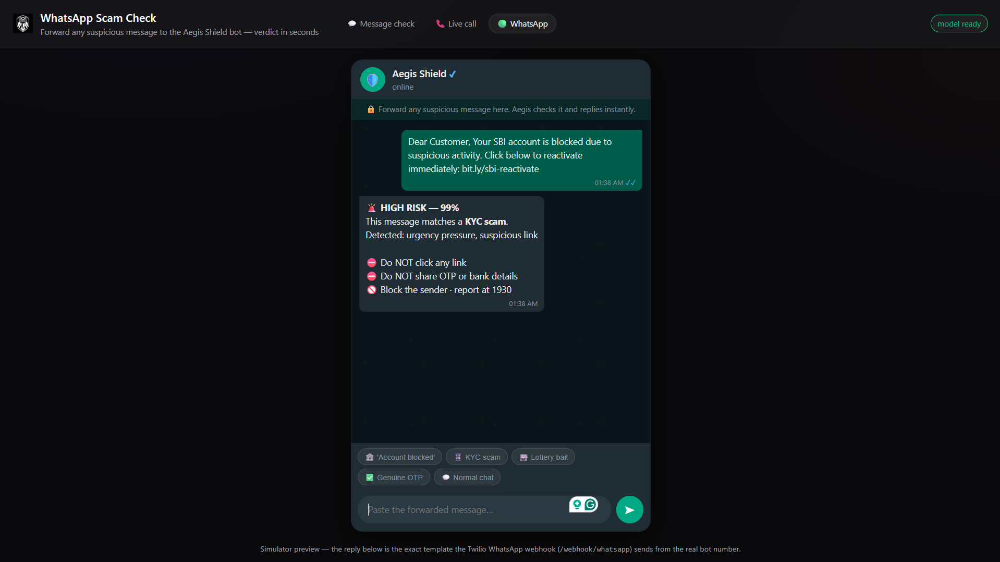 WhatsApp Scam Check
Forward any suspicious message to the Aegis Shield bot — verdict in seconds
💬 Message check
📞 Live call
🟢 WhatsApp
model ready
Aegis Shield ✓
online
🔒 Forward any suspicious message here. Aegis checks it and replies instantly.
Dear Customer, Your SBI account is blocked due to
suspicious activity. Click below to reactivate
immediately: bit.ly/sbi-reactivate
01:38 AM ✓✓
🚨 HIGH RISK — 99%
This message matches a KYC scam.
Detected: urgency pressure, suspicious link
⛔ Do NOT click any link
⛔ Do NOT share OTP or bank details
🚫 Block the sender · report at 1930
01:38 AM
🏦 'Account blocked'
KYC scam
🎰 Lottery bait
✅ Genuine OTP
💬 Normal chat
Paste the forwarded message...
Simulator preview — the reply below is the exact template the Twilio WhatsApp webhook (/webhook/whatsapp) sends from the real bot number.